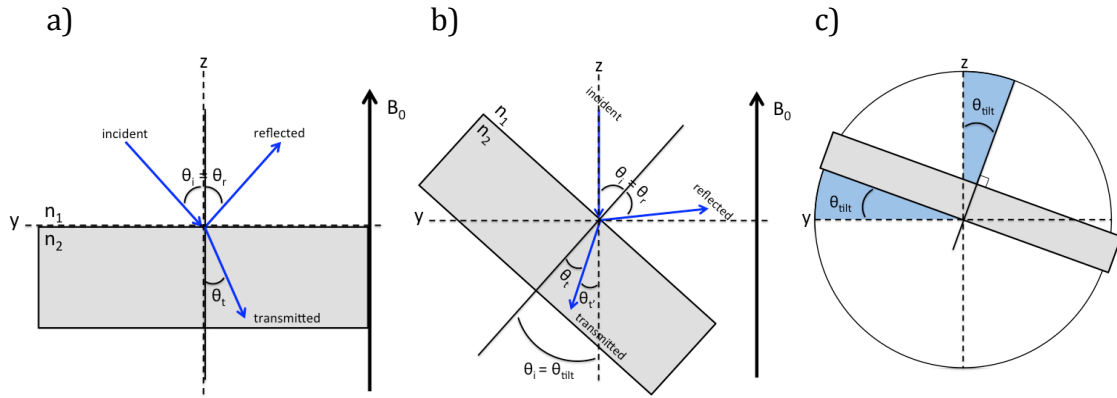 a)
z
B₀
incident
reflected
θᵢ = θᵣ
n₁
y
n₂
θₜ
transmitted
b)
z
B₀
n₁
incident
n₂
θᵢ = θᵣ
reflected
y
θₜ
θₜ'
transmitted
θᵢ = θₜᵢₗₜ
c)
z
θₜᵢₗₜ
θₜᵢₗₜ
y